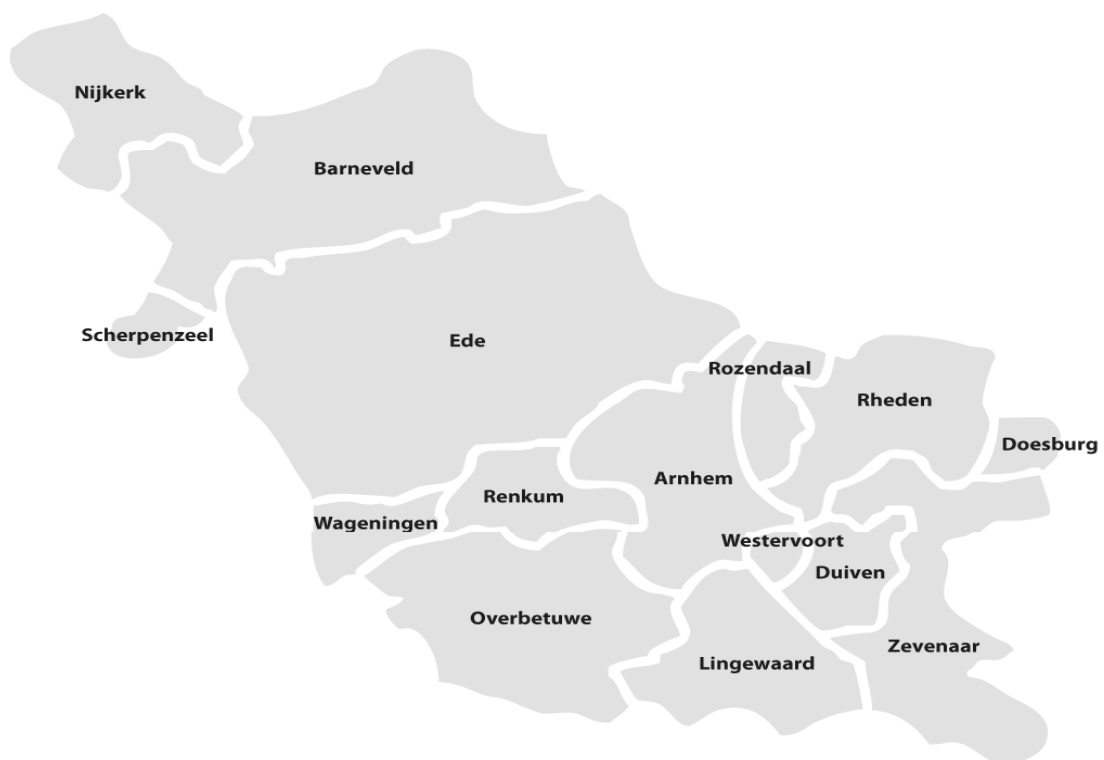 Nijkerk
Barneveld
Scherpenzeel
Ede
Rozendaal
Rheden
Doesburg
Arnhem
Renkum
Wageningen
Westervoort
Duiven
Overbetuwe
Zevenaar
Lingewaard